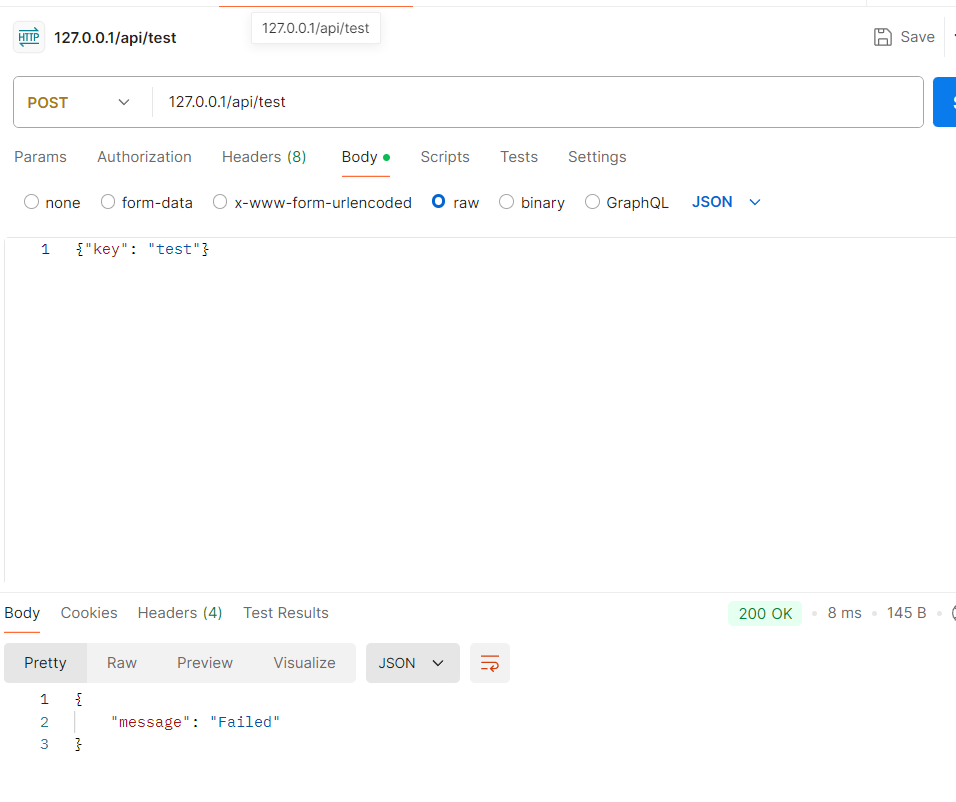 127.0.0.1/api/test
HTTP 127.0.0.1/api/test Save
POST 127.0.0.1/api/test
Params Authorization Headers (8) Body Scripts Tests Settings
none form-data x-www-form-urlencoded raw binary GraphQL JSON
1 {"key": "test"}
Body Cookies Headers (4) Test Results 200 OK 8 ms 145 B
Pretty Raw Preview Visualize JSON
1 {
2 "message": "Failed"
3 }